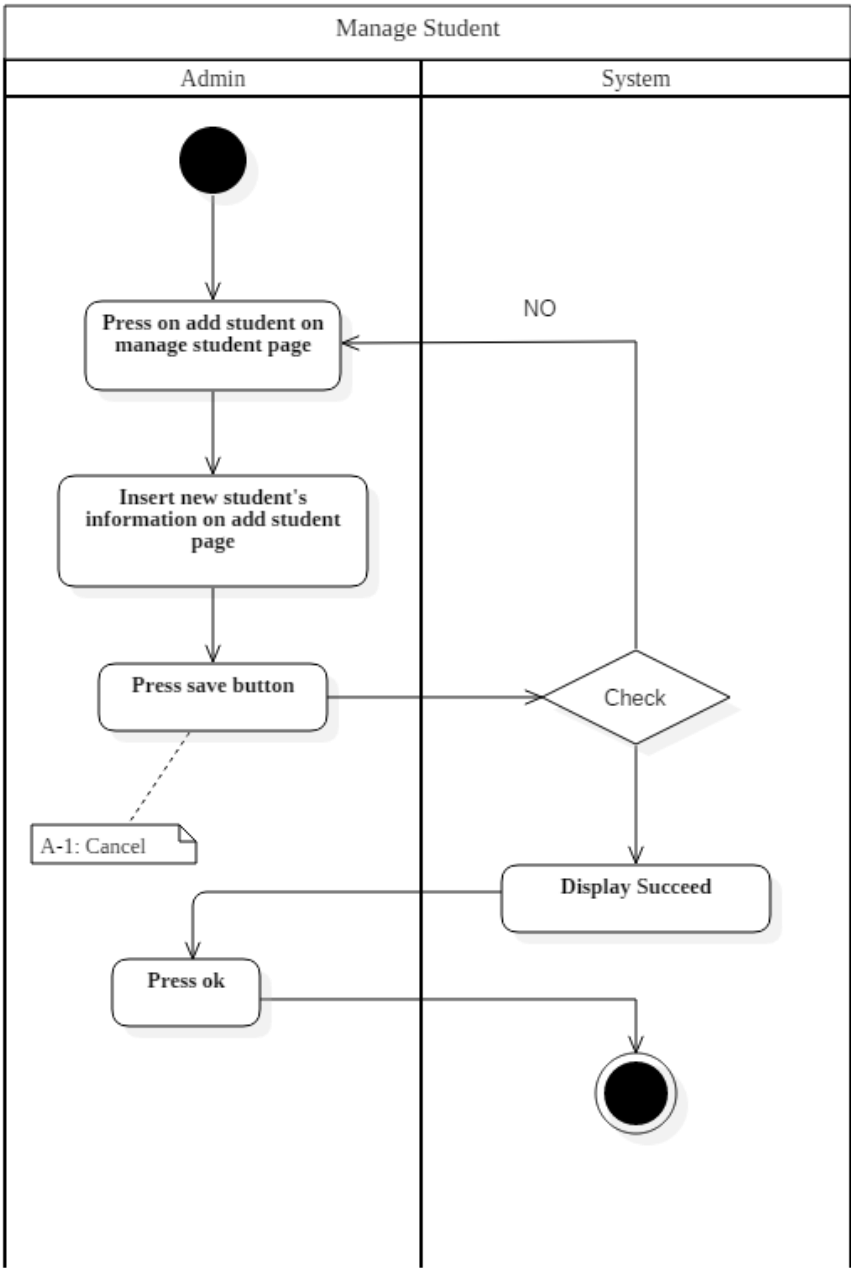 Manage Student
Admin
System
Press on add student on
manage student page
NO
Insert new student's
information on add student
page
Press save button
Check
A-1: Cancel
Display Succeed
Press ok